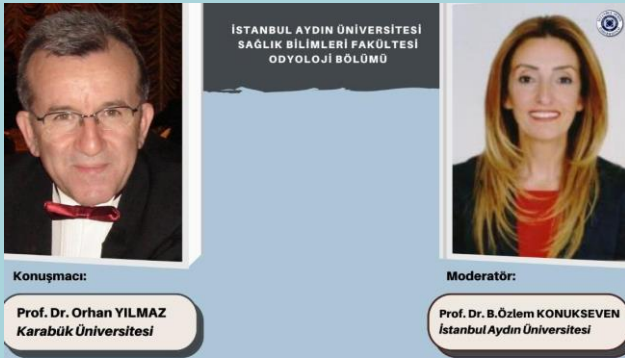 İSTANBUL AYDIN ÜNİVERSİTESİ
SAĞLIK BİLİMLERİ FAKÜLTESİ
ODYOLOJİ BÖLÜMÜ
Konuşmacı:
Prof. Dr. Orhan YILMAZ
Karabük Üniversitesi
Moderatör:
Prof. Dr. B.Özlem KONUKSEVEN
İstanbul Aydın Üniversitesi